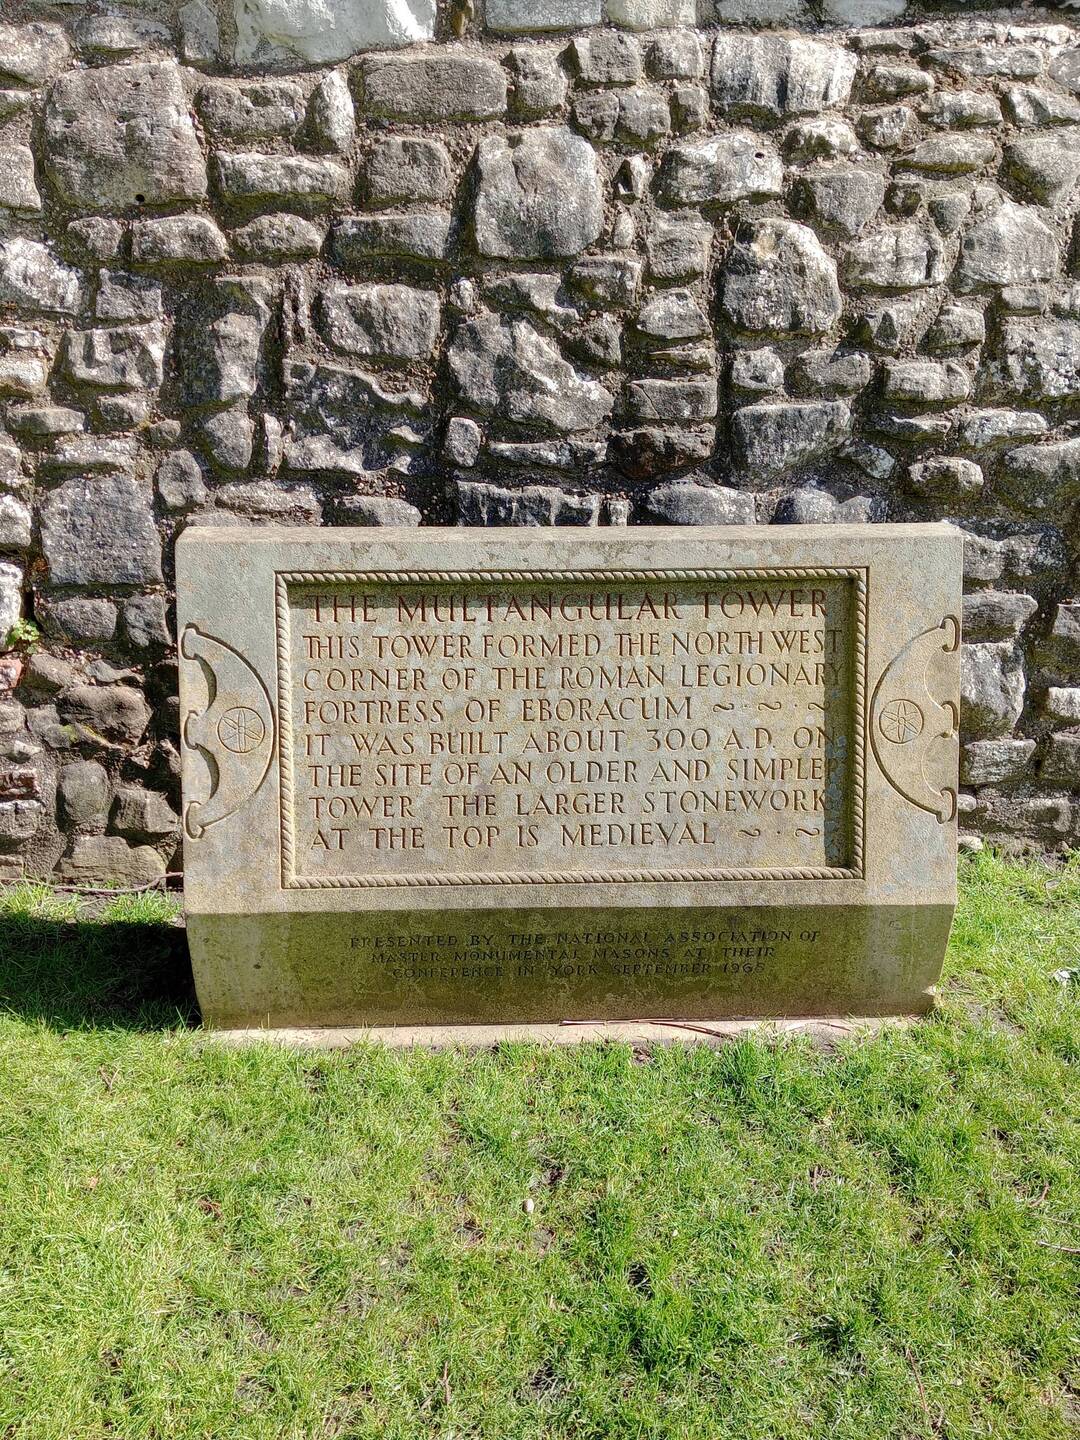 THE MULTANGULAR TOWER
THIS TOWER FORMED THE NORTH WEST
CORNER OF THE ROMAN LEGIONARY
FORTRESS OF EBORACUM ~ · ~ · ~
IT WAS BUILT ABOUT 300 A.D. ON
THE SITE OF AN OLDER AND SIMPLER
TOWER THE LARGER STONEWORK
AT THE TOP IS MEDIEVAL ~ · ~
PRESENTED BY THE NATIONAL ASSOCIATION OF
MASTER MONUMENTAL MASONS AT THEIR
CONFERENCE IN YORK SEPTEMBER 1965